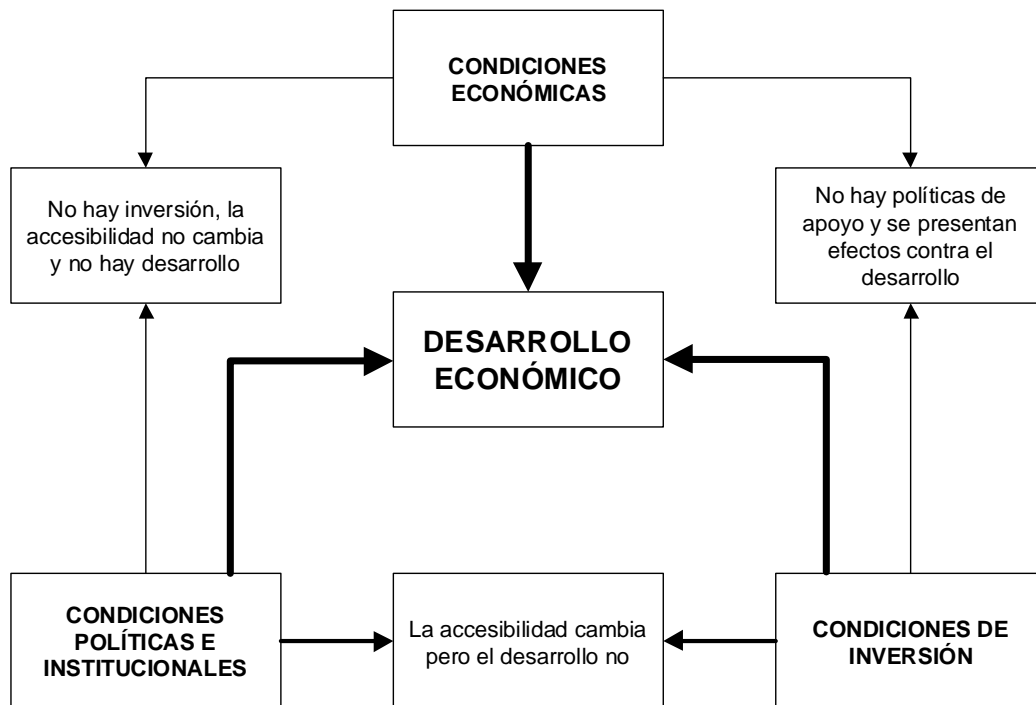 CONDICIONES
ECONÓMICAS
No hay inversión, la
accesibilidad no cambia
y no hay desarrollo
No hay políticas de
apoyo y se presentan
efectos contra el
desarrollo
DESARROLLO
ECONÓMICO
CONDICIONES
POLÍTICAS E
INSTITUCIONALES
La accesibilidad cambia
pero el desarrollo no
CONDICIONES DE
INVERSIÓN